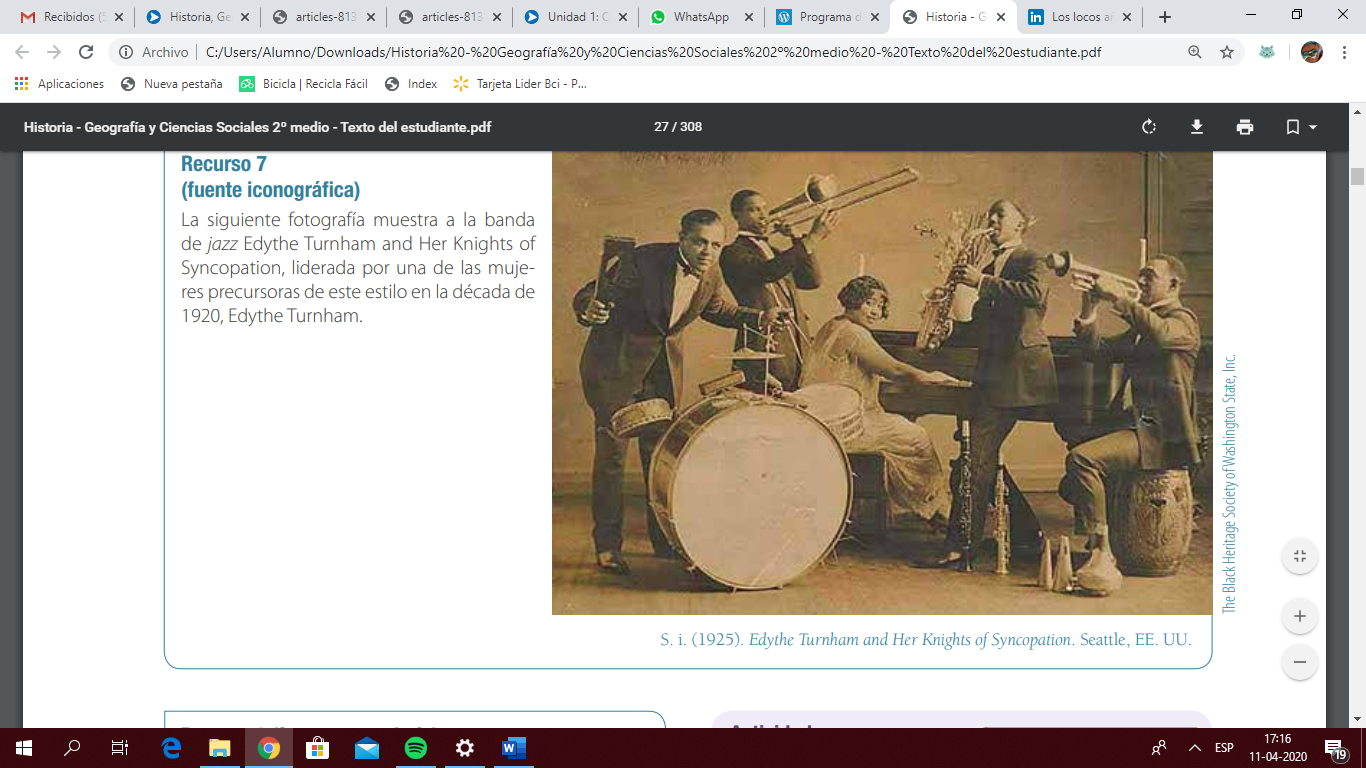 Recibidos (5
Historia, Ge
articles-813
articles-813
Unidad 1: C
WhatsApp
Programa d
Historia - G
Los locos añ
Archivo
C:/Users/Alumno/Downloads/Historia%20-%20Geografía%20y%20Ciencias%20Sociales%202º%20medio%20-%20Texto%20del%20estudiante.pdf
Aplicaciones
Nueva pestaña
Bicicla | Recicla Fácil
Index
Tarjeta Lider Bci - P...
Historia - Geografía y Ciencias Sociales 2º medio - Texto del estudiante.pdf
27 / 308
Recurso 7
(fuente iconográfica)
La siguiente fotografía muestra a la banda
de jazz Edythe Turnham and Her Knights of
Syncopation, liderada por una de las muje-
res precursoras de este estilo en la década de
1920, Edythe Turnham.
The Black Heritage Society of Washington State, Inc.
S. i. (1925). Edythe Turnham and Her Knights of Syncopation. Seattle, EE. UU.
ESP
17:16
11-04-2020
19